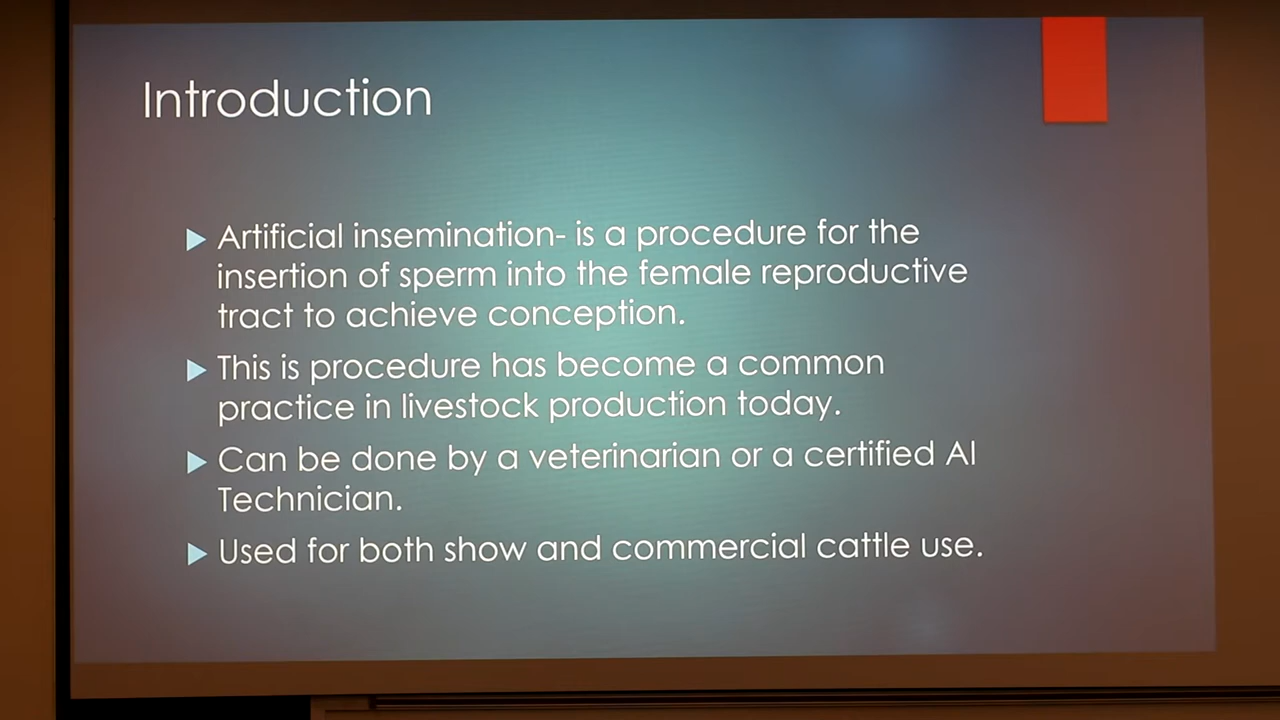 Introduction
Artificial insemination- is a procedure for the
insertion of sperm into the female reproductive
tract to achieve conception.
This is procedure has become a common
practice in livestock production today.
Can be done by a veterinarian or a certified AI
Technician.
Used for both show and commercial cattle use.